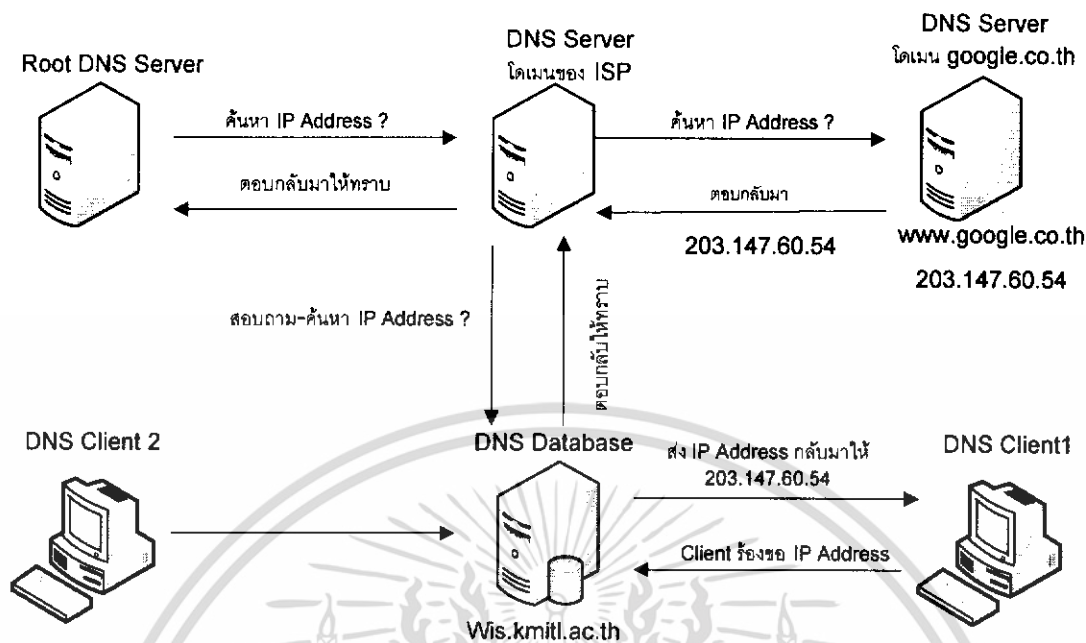 Root DNS Server
DNS Server
โดเมนของ ISP
DNS Server
โดเมน google.co.th
ค้นหา IP Address ?
ตอบกลับมาให้ทราบ
ค้นหา IP Address ?
ตอบกลับมา
203.147.60.54
www.google.co.th
203.147.60.54
สอบถาม-ค้นหา IP Address ?
ตอบกลับให้ทราบ
DNS Client 2
DNS Database
Wis.kmitl.ac.th
ส่ง IP Address กลับมาให้
203.147.60.54
Client ร้องขอ IP Address
DNS Client1